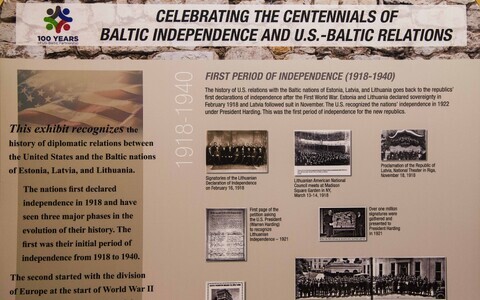 CELEBRATING THE CENTENNIALS OF
BALTIC INDEPENDENCE AND U.S.-BALTIC RELATIONS
100 YEARS
This exhibit recognizes the
history of diplomatic relations between
the United States and the Baltic nations
of Estonia, Latvia, and Lithuania.
The nations first declared
independence in 1918 and have
seen three major phases in the
evolution of their history. The
first was their initial period of
independence from 1918 to 1940.
The second started with the division
of Europe at the start of World War II
1918-1940
FIRST PERIOD OF INDEPENDENCE (1918-1940)
The history of U.S. relations with the Baltic nations of Estonia, Latvia, and Lithuania goes back to the republics'
first declarations of independence after the First World War. Estonia and Lithuania declared sovereignty in
February 1918 and Latvia followed suit in November. The U.S. recognized the nations' independence in 1922
under President Harding. This was the first period of independence for the new republics.
Signatories of the Lithuanian
Declaration of Independence
on February 16, 1918
Lithuanian American National
Council meets at Madison
Square Garden in NY,
March 13-14, 1918
Proclamation of the Republic of
Latvia, National Theater in Riga,
November 18, 1918
First page of the
petition asking
the U.S. President
(Warren Harding)
to recognize
Lithuanian
Independence – 1921
Over one million
signatures were
gathered and
presented to
President Harding
in 1921